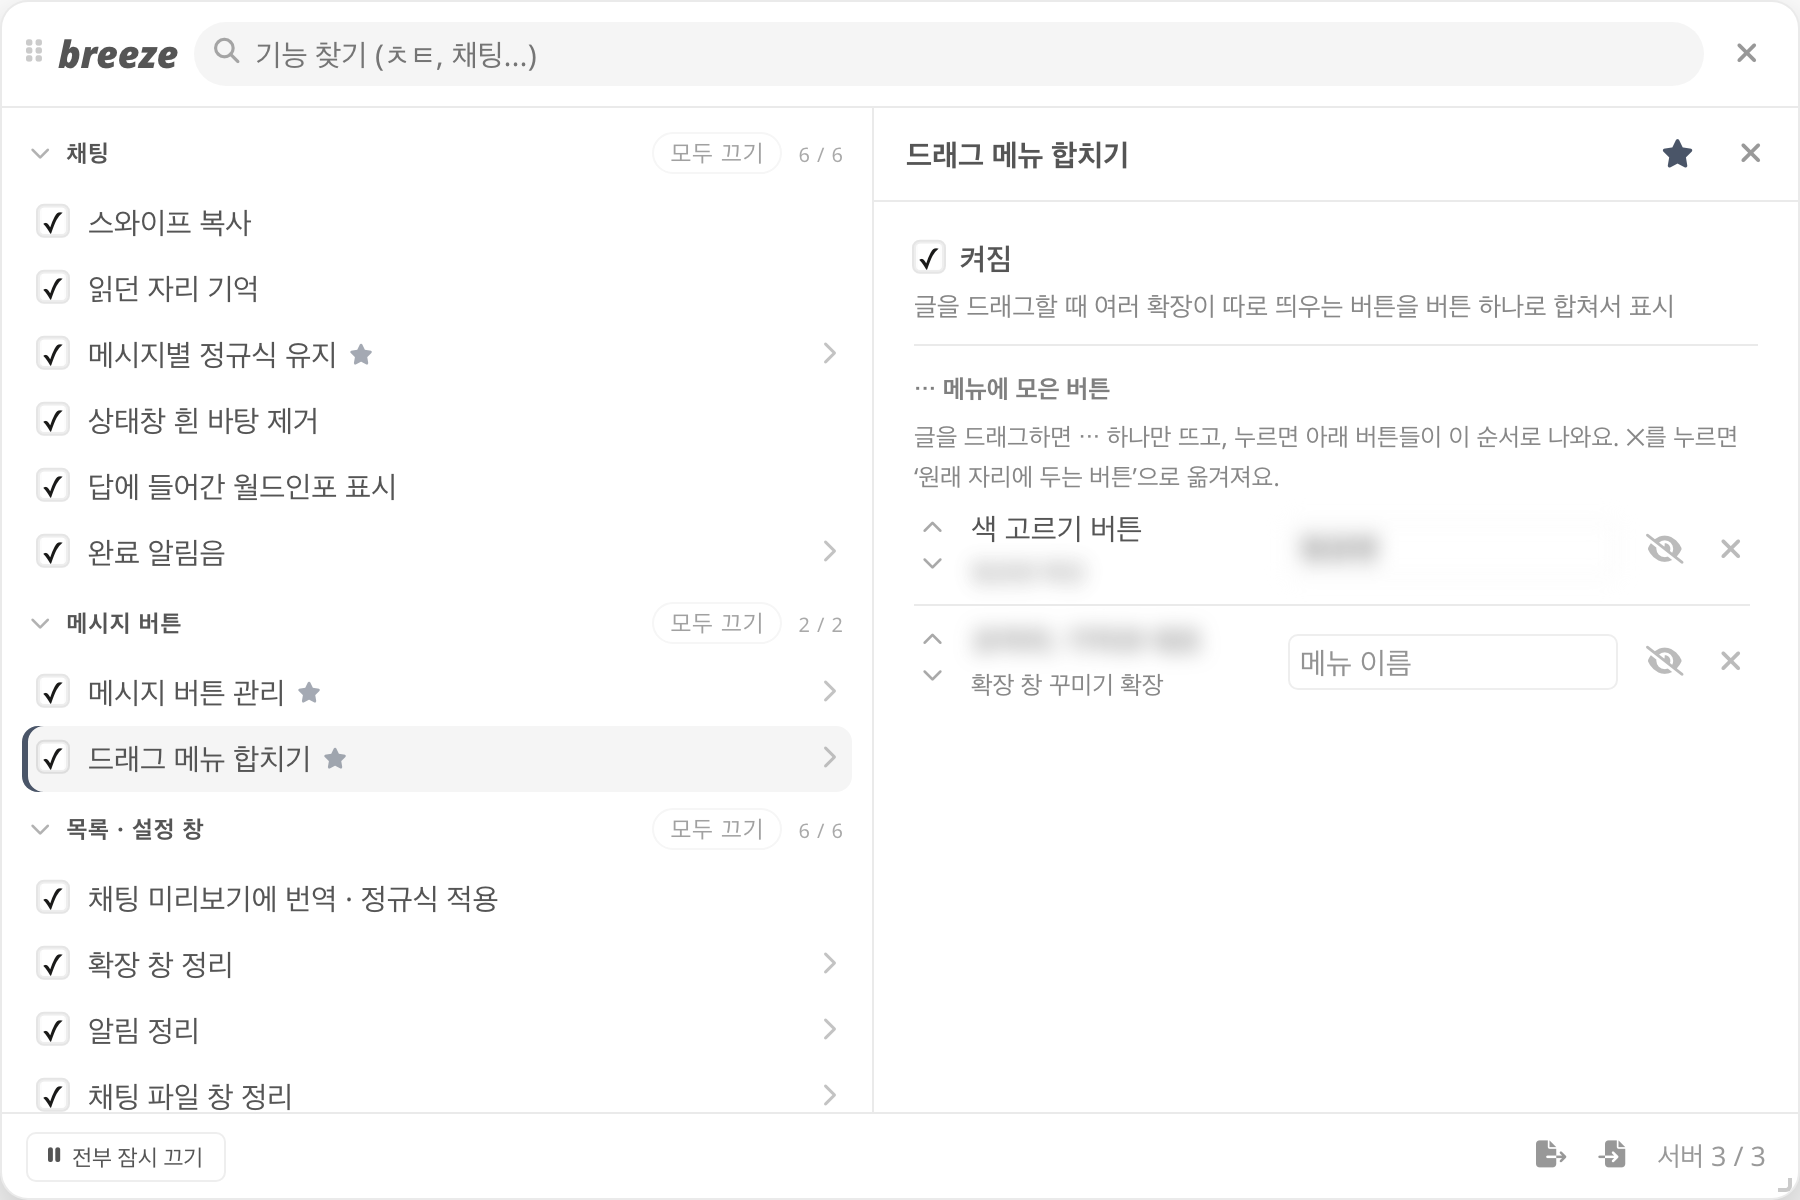 breeze
기능 찾기 (ㅊㅌ, 채팅...)
채팅
모두 끄기
6 / 6
스와이프 복사
읽던 자리 기억
메시지별 정규식 유지
상태창 흰 바탕 제거
답에 들어간 월드인포 표시
완료 알림음
메시지 버튼
모두 끄기
2 / 2
메시지 버튼 관리
드래그 메뉴 합치기
목록 · 설정 창
모두 끄기
6 / 6
채팅 미리보기에 번역 · 정규식 적용
확장 창 정리
알림 정리
채팅 파일 창 정리
드래그 메뉴 합치기
켜짐
글을 드래그할 때 여러 확장이 따로 띄우는 버튼을 버튼 하나로 합쳐서 표시
··· 메뉴에 모은 버튼
글을 드래그하면 ··· 하나만 뜨고, 누르면 아래 버튼들이 이 순서로 나와요. ✕를 누르면
‘원래 자리에 두는 버튼’으로 옮겨져요.
색 고르기 버튼
확장 창 꾸미기 확장
메뉴 이름
전부 잠시 끄기
서버 3 / 3